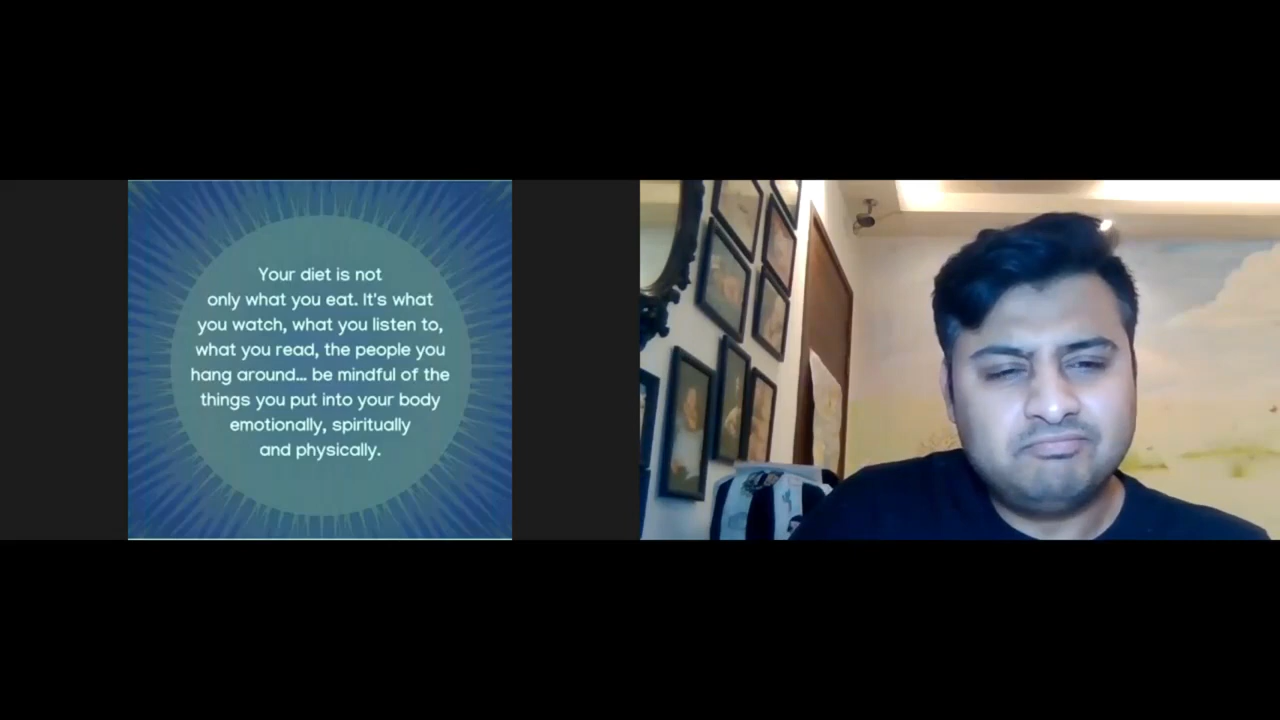 Your diet is not
only what you eat. It's what
you watch, what you listen to,
what you read, the people you
hang around... be mindful of the
things you put into your body
emotionally, spiritually
and physically.